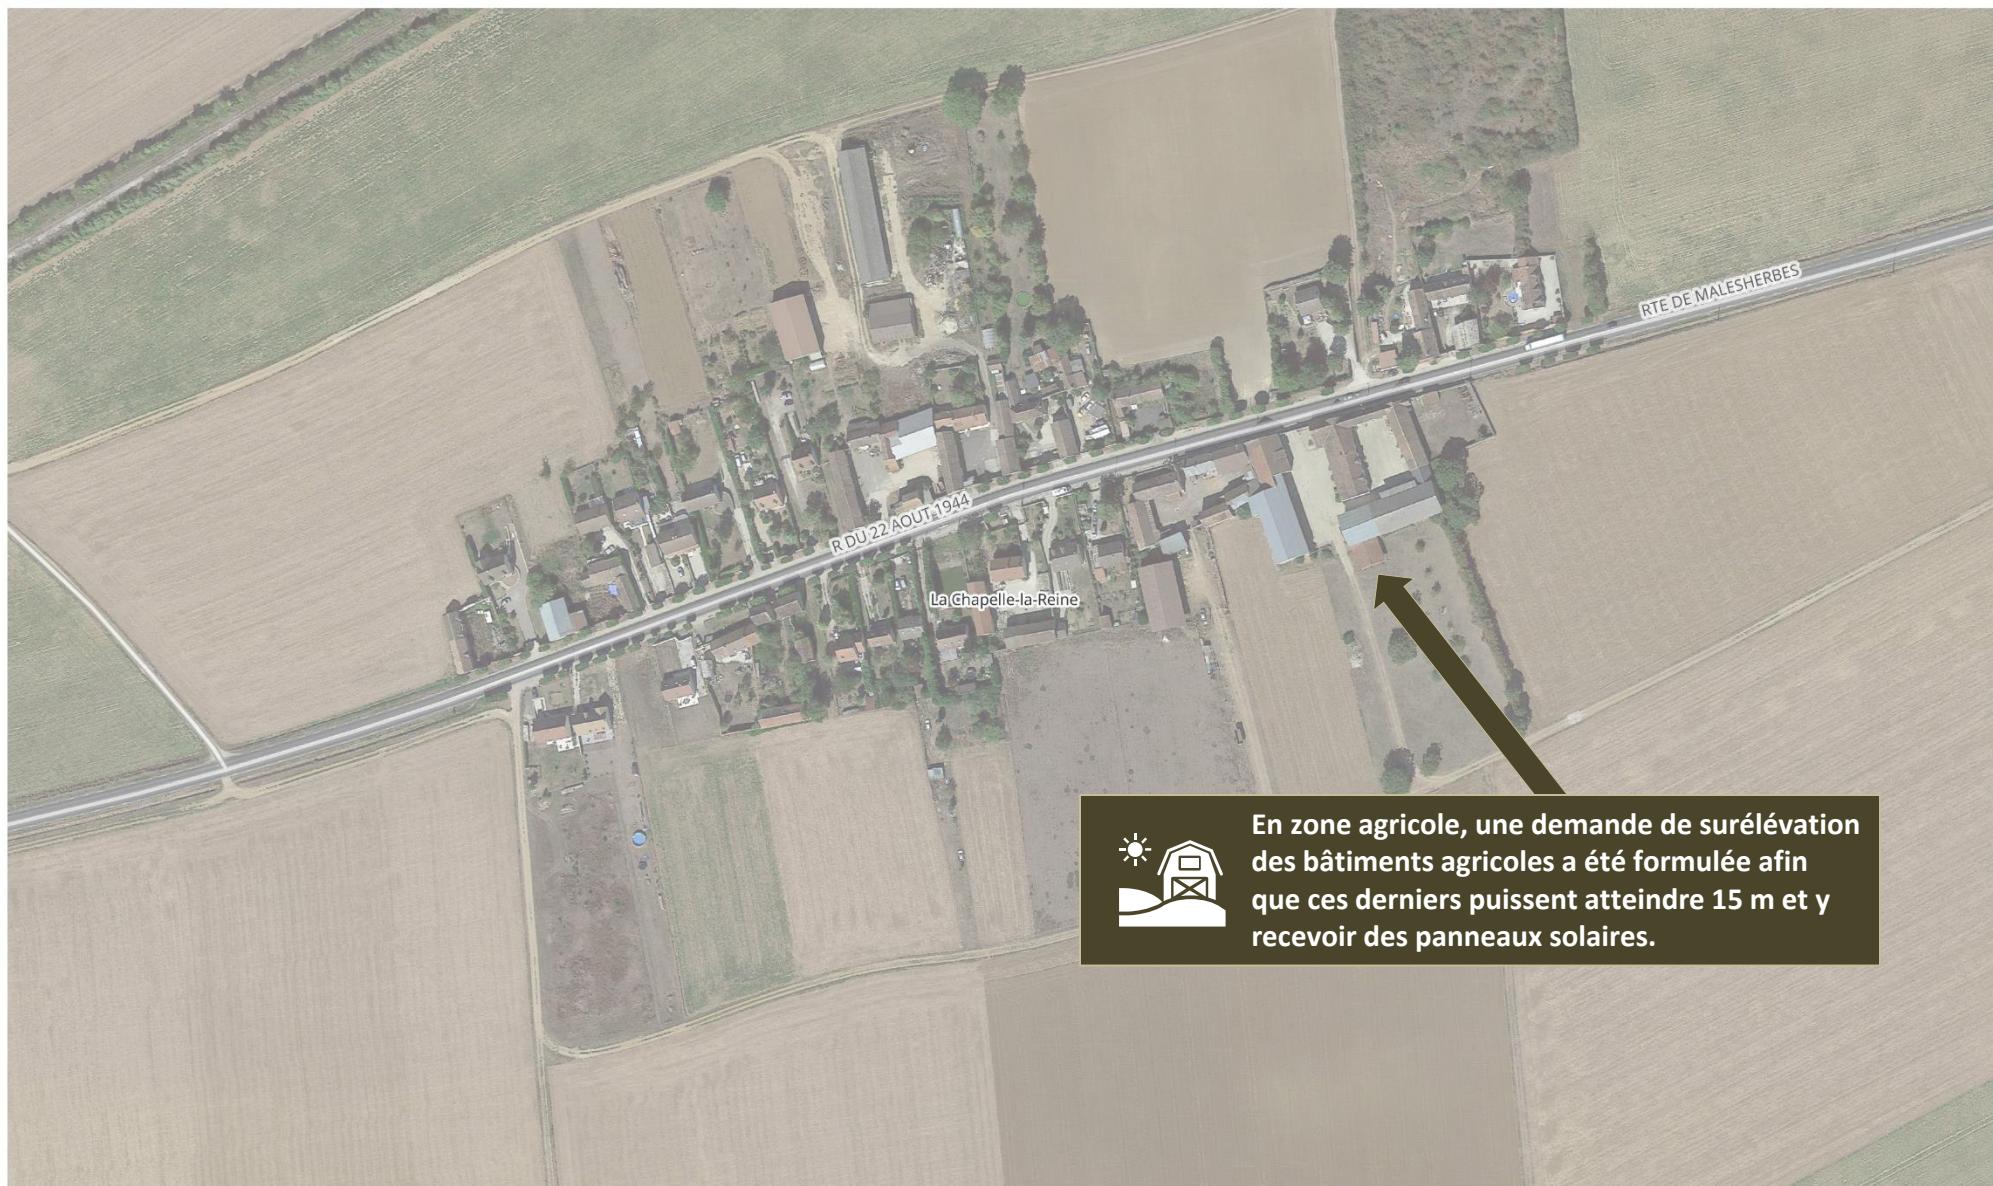 RTE DE MALESHERBES
R DU 22 AOUT 1944
La Chapelle-la-Reine
En zone agricole, une demande de surélévation
des bâtiments agricoles a été formulée afin
que ces derniers puissent atteindre 15 m et y
recevoir des panneaux solaires.